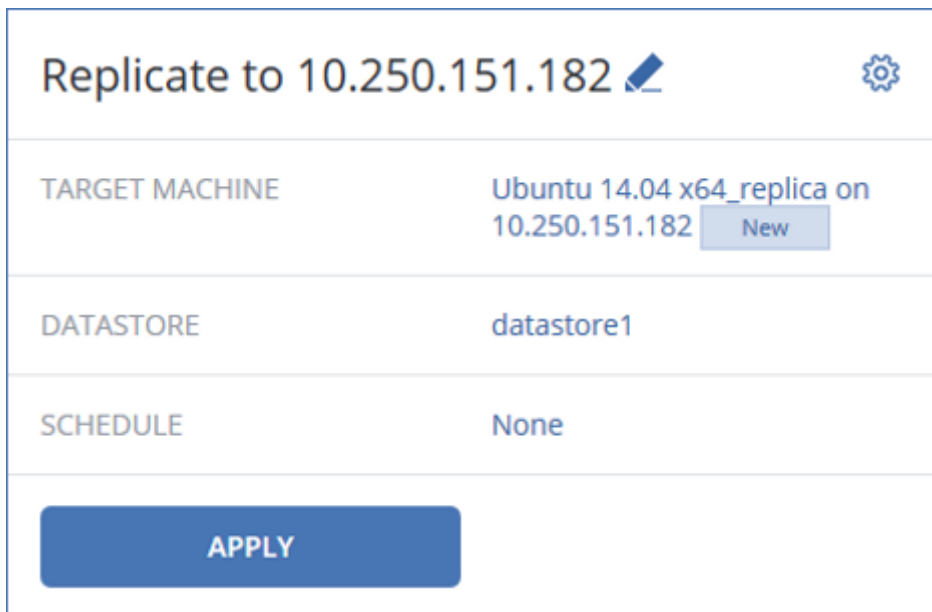 Replicate to 10.250.151.182
TARGET MACHINE
Ubuntu 14.04 x64_replica on
10.250.151.182 New
DATASTORE
datastore1
SCHEDULE
None
APPLY